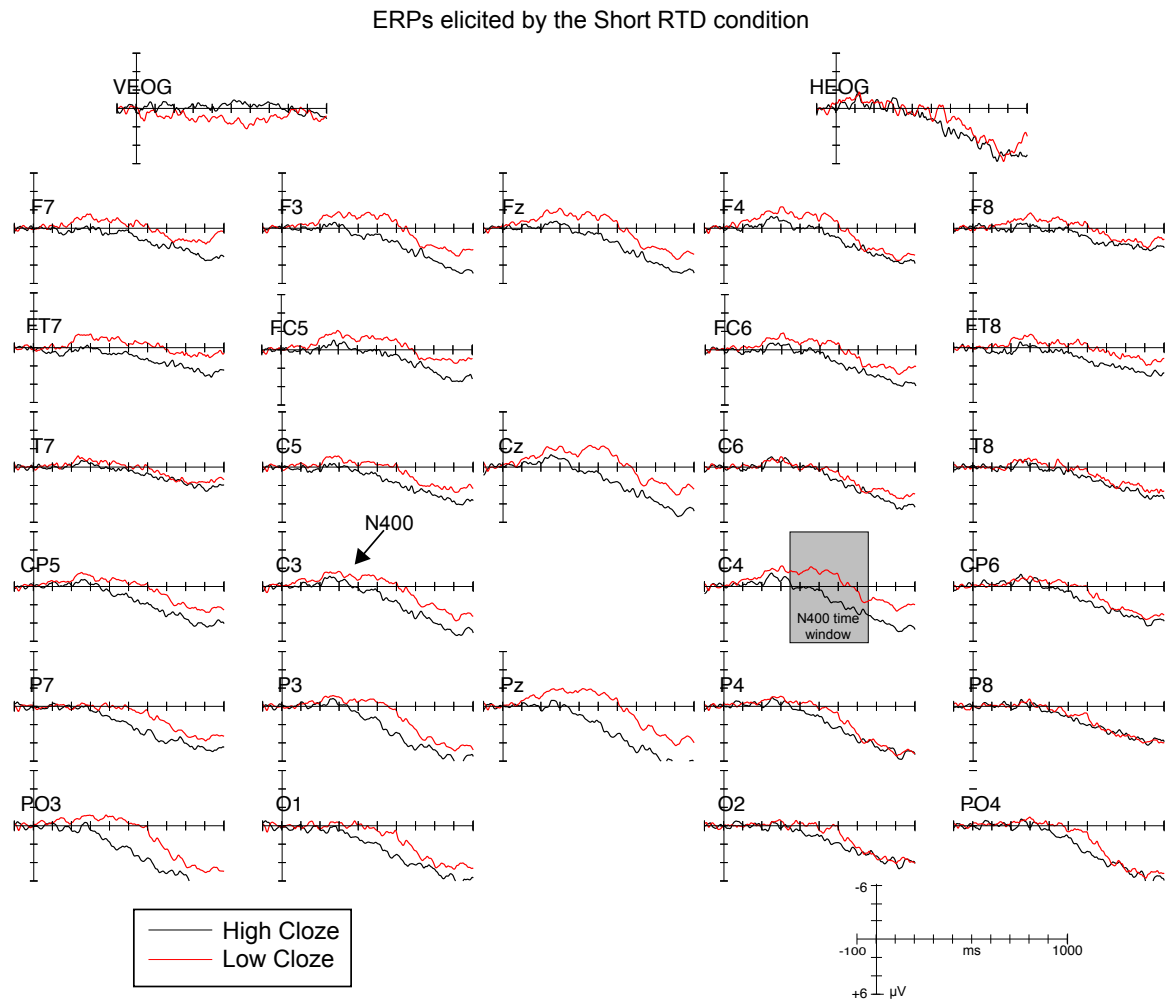 ERPs elicited by the Short RTD condition
VEOG HEOG
F7 F3 Fz F4 F8
FT7 FC5 FC6 FT8
T7 C5 Cz C6 T8
N400
CP5 C3 C4 CP6
N400 time
window
P7 P3 Pz P4 P8
PO3 O1 O2 PO4
-6
High Cloze
Low Cloze
-100 ms 1000
+6 µV